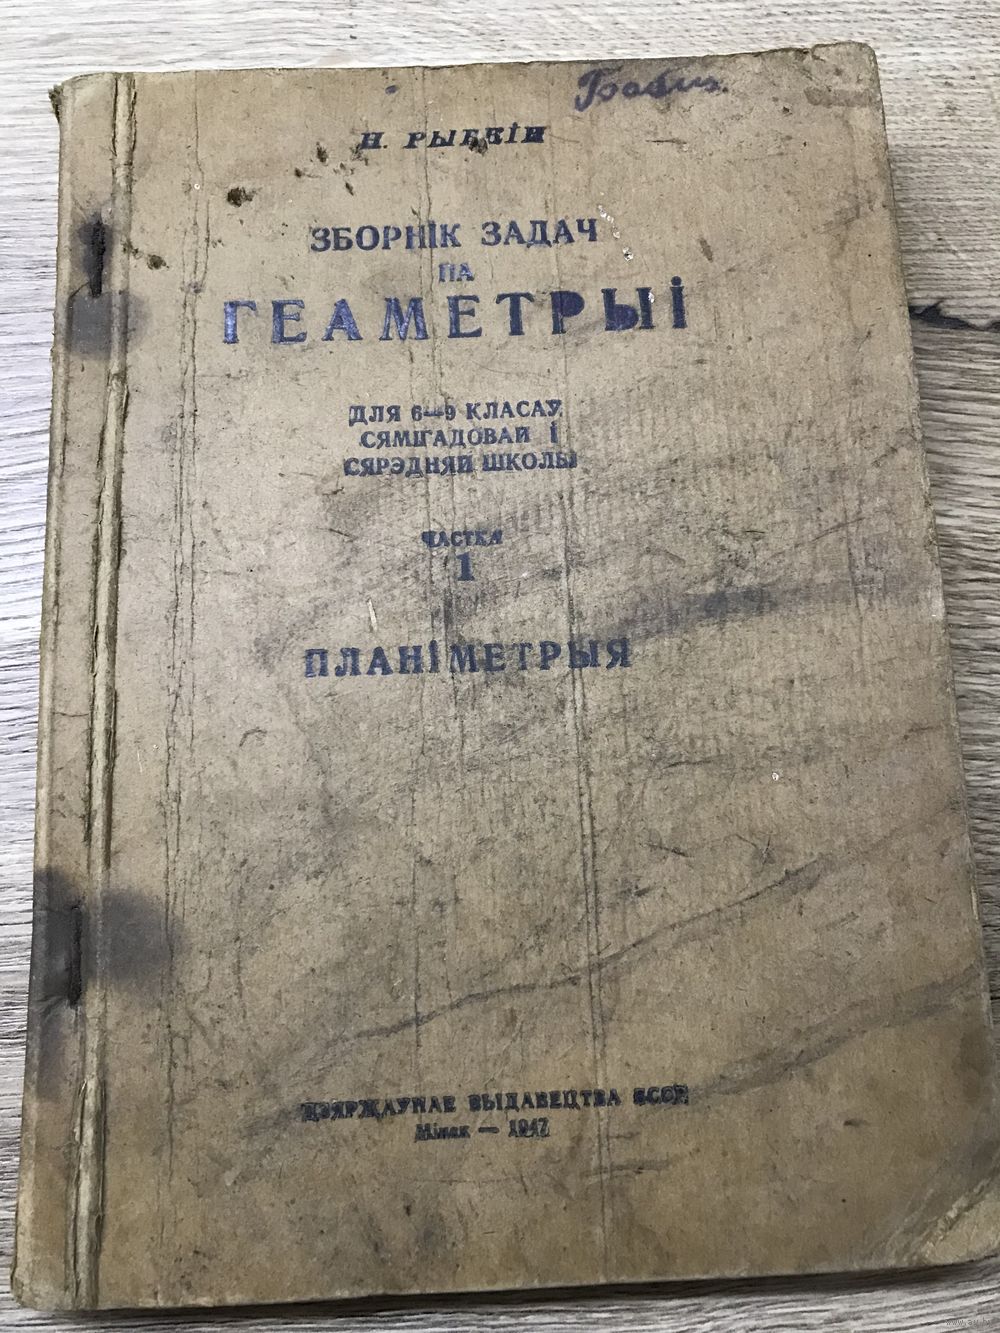 Н. РЫБКІН
ЗБОРНІК ЗАДАЧ
ПА
ГЕАМЕТРЫІ
ДЛЯ 6—9 КЛАСАЎ
СЯМІГАДОВАЙ І
СЯРЭДНЯЙ ШКОЛЫ
ЧАСТКА
1
ПЛАНІМЕТРЫЯ
ДЗЯРЖАЎНАЕ ВЫДАВЕЦТВА БССР
Мінск — 1947